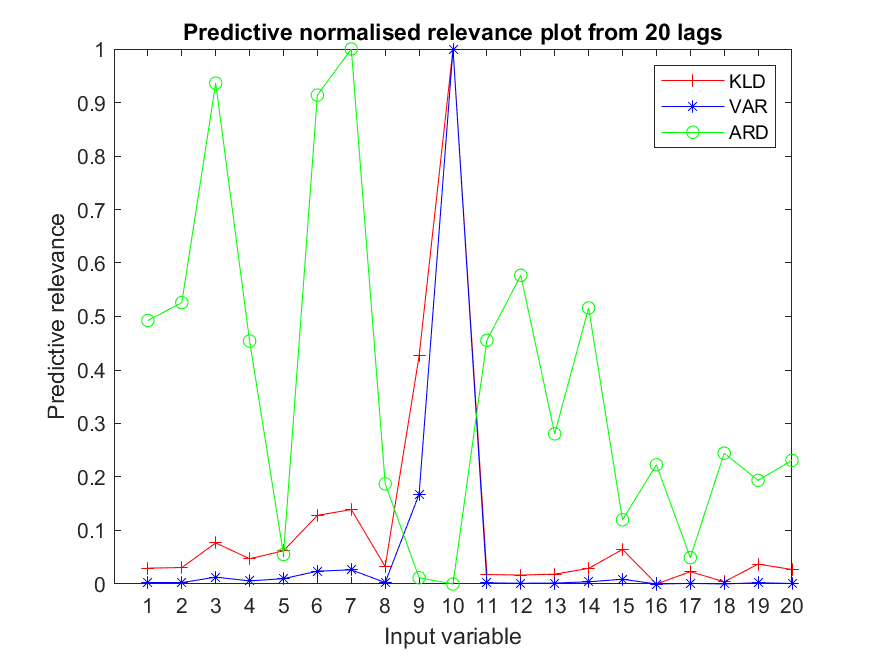 Predictive normalised relevance plot from 20 lags
KLD
VAR
ARD
1
0.9
0.8
0.7
0.6
0.5
0.4
0.3
0.2
0.1
0
Predictive relevance
1 2 3 4 5 6 7 8 9 10 11 12 13 14 15 16 17 18 19 20
Input variable